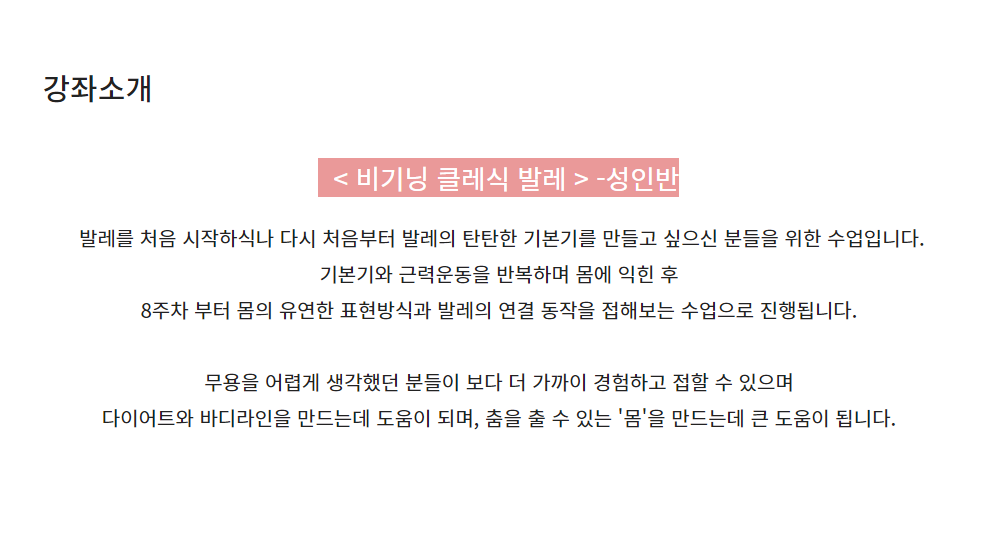 강좌소개
< 비기닝 클레식 발레 > -성인반
발레를 처음 시작하식나 다시 처음부터 발레의 탄탄한 기본기를 만들고 싶으신 분들을 위한 수업입니다.
기본기와 근력운동을 반복하며 몸에 익힌 후
8주차 부터 몸의 유연한 표현방식과 발레의 연결 동작을 접해보는 수업으로 진행됩니다.
무용을 어렵게 생각했던 분들이 보다 더 가까이 경험하고 접할 수 있으며
다이어트와 바디라인을 만드는데 도움이 되며, 춤을 출 수 있는 '몸'을 만드는데 큰 도움이 됩니다.